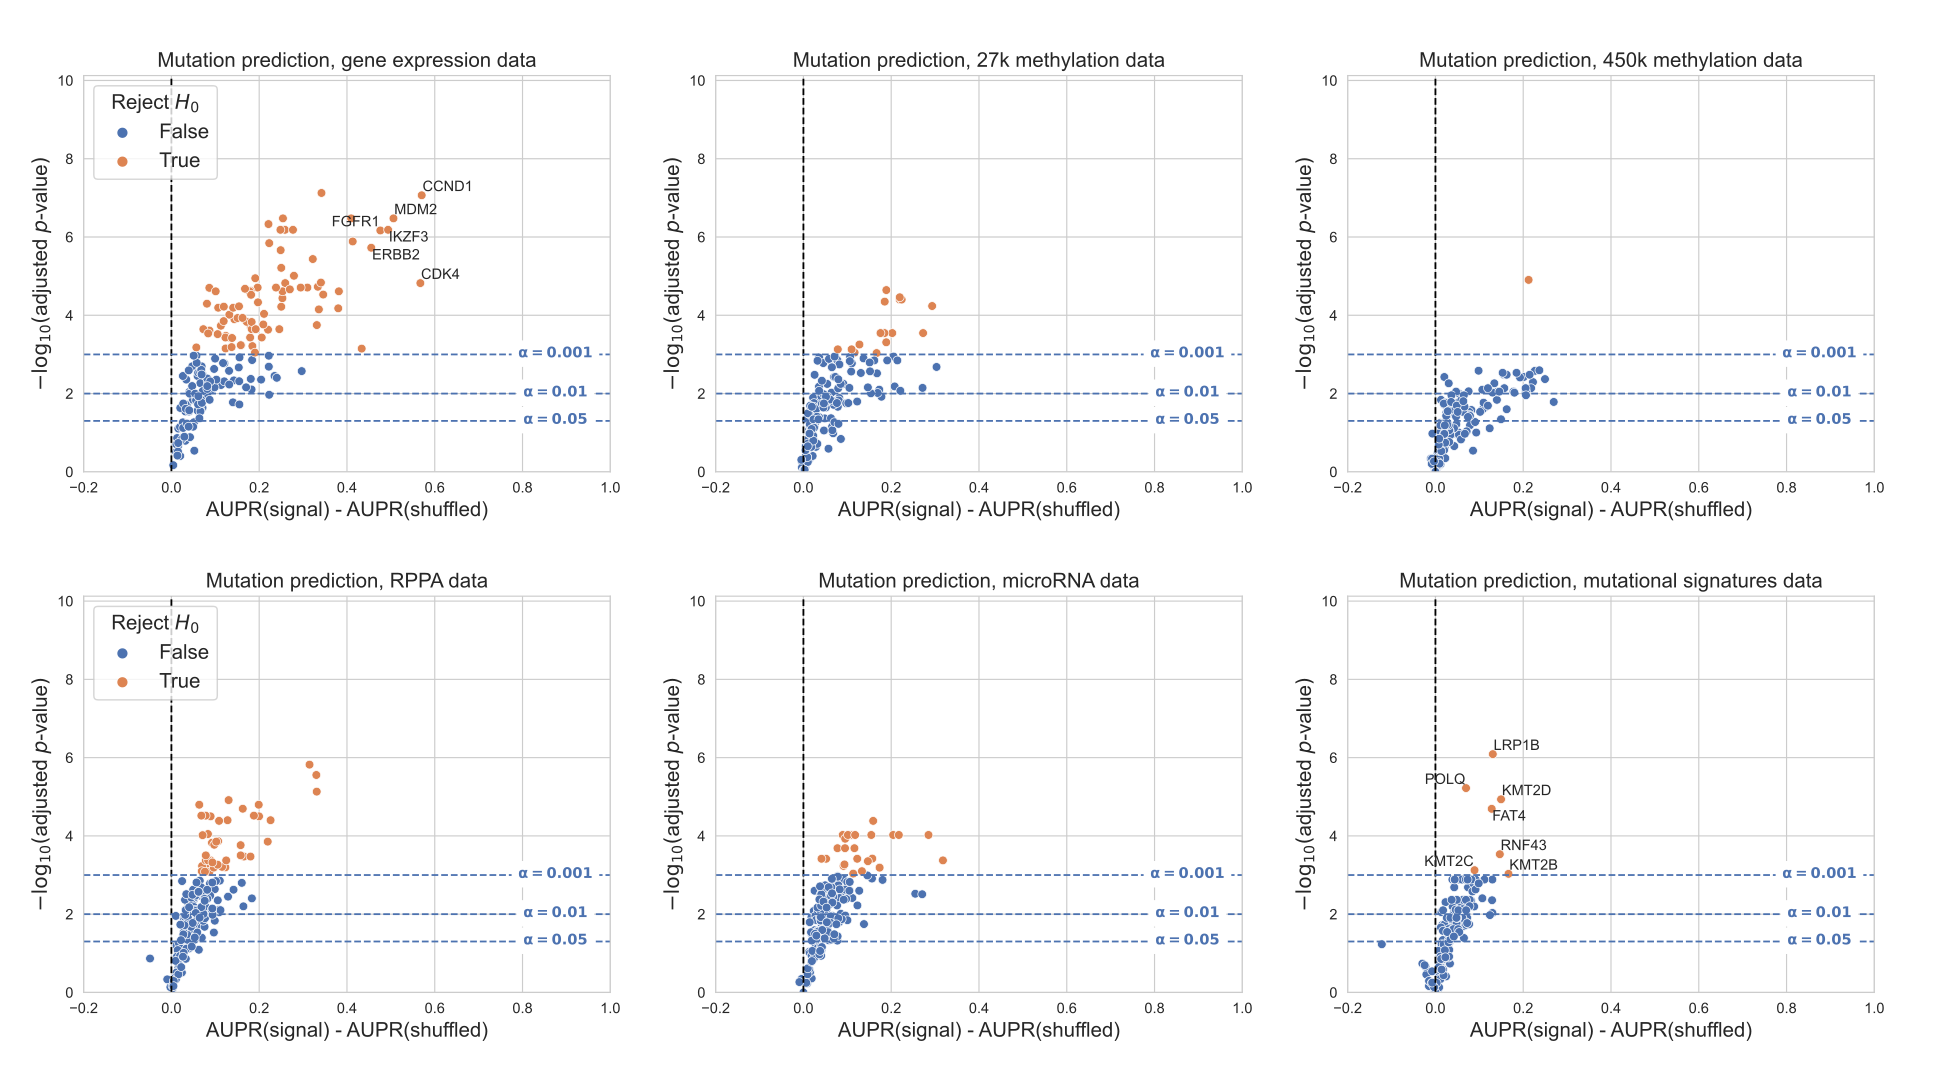 Mutation prediction, gene expression data
10
8
6
4
2
0
−log10(adjusted p-value)
Reject H0
False
True
CCND1
MDM2
FGFR1
IKZF3
ERBB2
CDK4
α = 0.001
α = 0.01
α = 0.05
−0.2 0.0 0.2 0.4 0.6 0.8 1.0
AUPR(signal) - AUPR(shuffled)
Mutation prediction, 27k methylation data
10
8
6
4
2
0
−log10(adjusted p-value)
α = 0.001
α = 0.01
α = 0.05
−0.2 0.0 0.2 0.4 0.6 0.8 1.0
AUPR(signal) - AUPR(shuffled)
Mutation prediction, 450k methylation data
10
8
6
4
2
0
−log10(adjusted p-value)
α = 0.001
α = 0.01
α = 0.05
−0.2 0.0 0.2 0.4 0.6 0.8 1.0
AUPR(signal) - AUPR(shuffled)
Mutation prediction, RPPA data
10
8
6
4
2
0
−log10(adjusted p-value)
Reject H0
False
True
α = 0.001
α = 0.01
α = 0.05
−0.2 0.0 0.2 0.4 0.6 0.8 1.0
AUPR(signal) - AUPR(shuffled)
Mutation prediction, microRNA data
10
8
6
4
2
0
−log10(adjusted p-value)
α = 0.001
α = 0.01
α = 0.05
−0.2 0.0 0.2 0.4 0.6 0.8 1.0
AUPR(signal) - AUPR(shuffled)
Mutation prediction, mutational signatures data
10
8
6
4
2
0
−log10(adjusted p-value)
LRP1B
POLQ
KMT2D
FAT4
RNF43
KMT2C
KMT2B
α = 0.001
α = 0.01
α = 0.05
−0.2 0.0 0.2 0.4 0.6 0.8 1.0
AUPR(signal) - AUPR(shuffled)